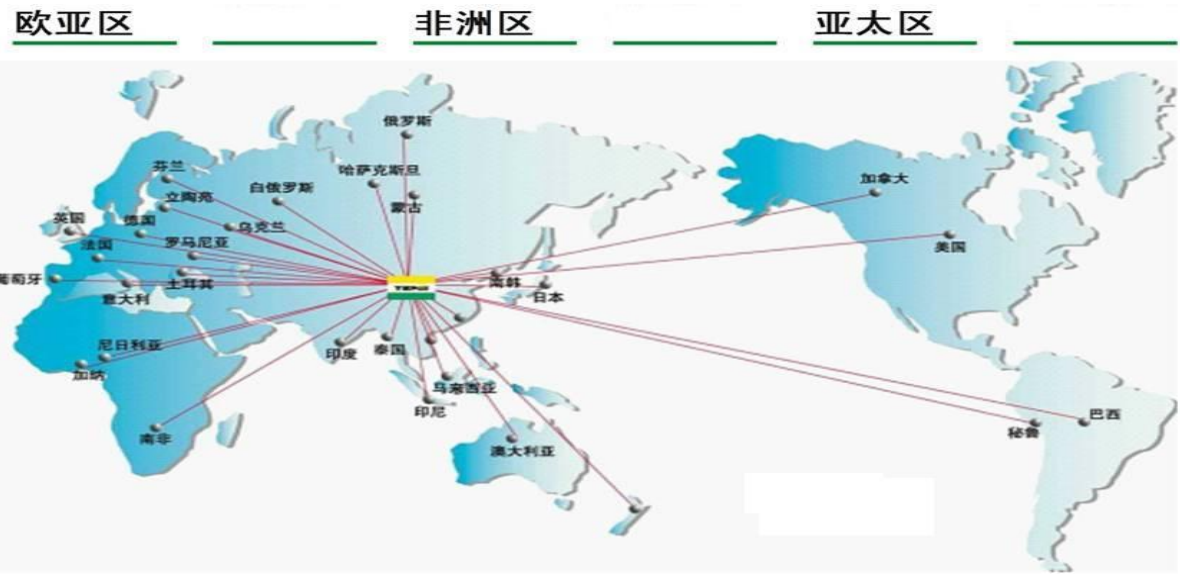 欧亚区
非洲区
亚太区
俄罗斯
芬兰
哈萨克斯旦
加拿大
白俄罗斯
立陶宛
蒙古
英国
德国
乌克兰
法国
罗马尼亚
美国
葡萄牙
土耳其
南韩
意大利
日本
尼日利亚
印度
泰国
加纳
马来西亚
印尼
巴西
秘鲁
南非
澳大利亚